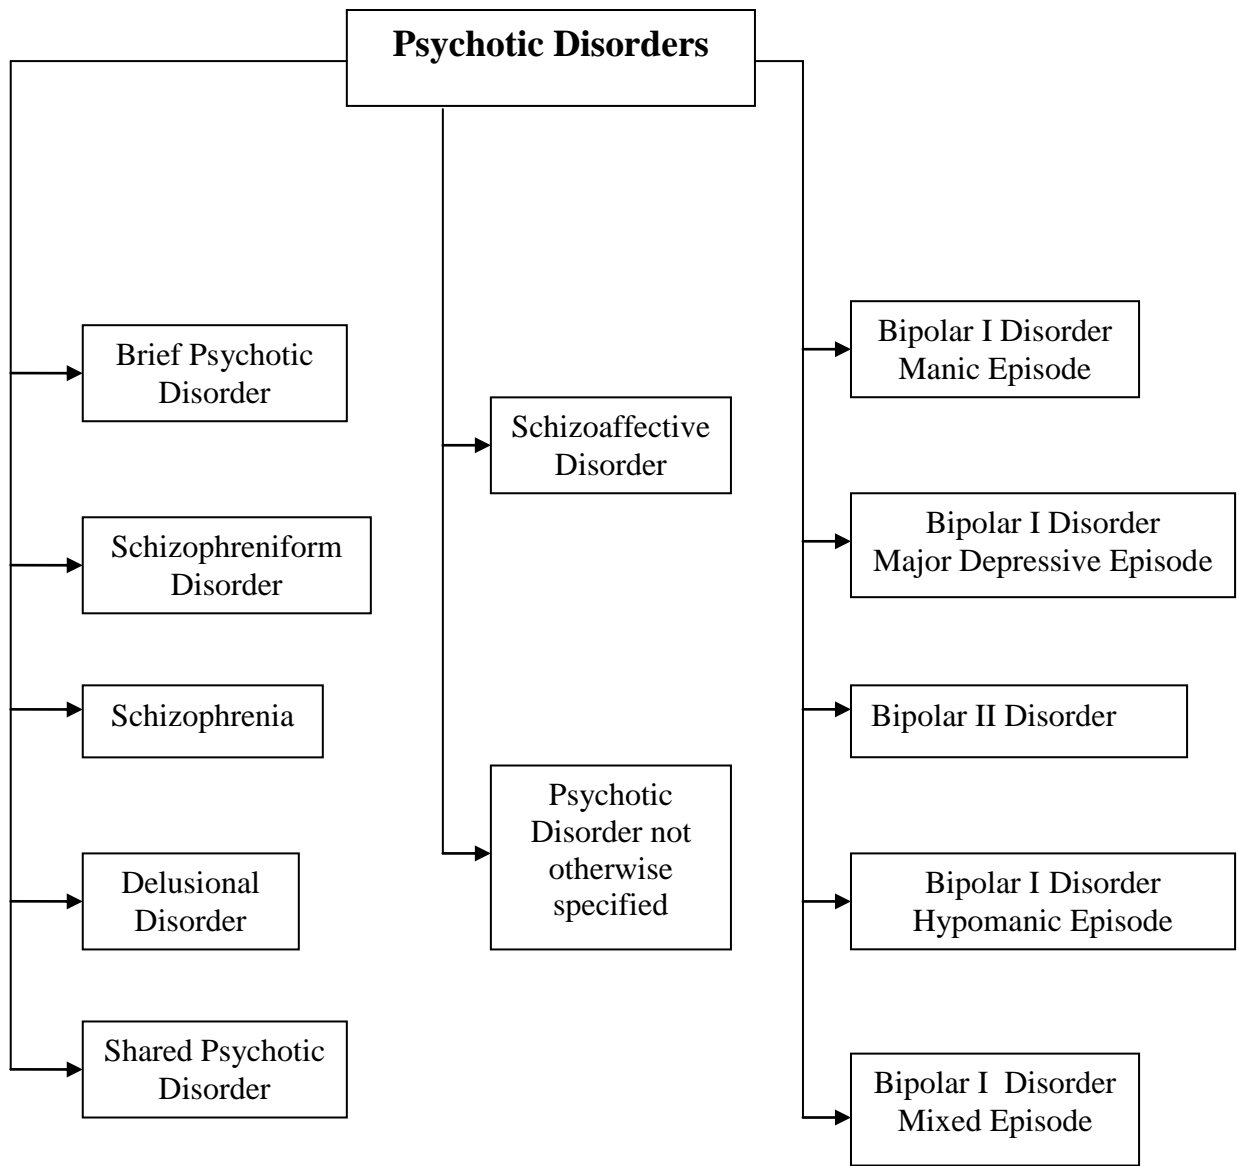 Psychotic Disorders
Brief Psychotic
Disorder
Schizophreniform
Disorder
Schizophrenia
Delusional
Disorder
Shared Psychotic
Disorder
Schizoaffective
Disorder
Psychotic
Disorder not
otherwise
specified
Bipolar I Disorder
Manic Episode
Bipolar I Disorder
Major Depressive Episode
Bipolar II Disorder
Bipolar I Disorder
Hypomanic Episode
Bipolar I Disorder
Mixed Episode